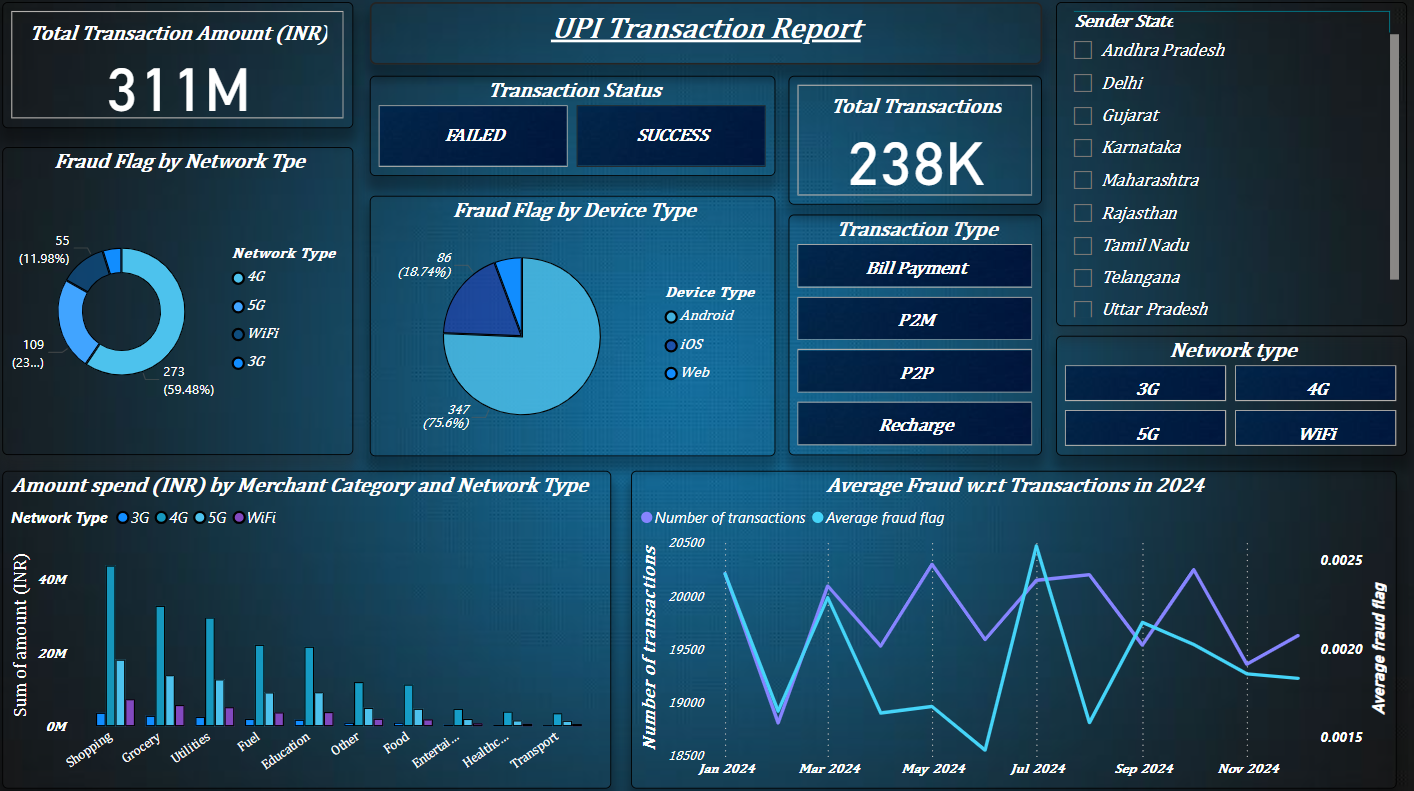 Total Transaction Amount (INR)
311M
UPI Transaction Report
Transaction Status
FAILED
SUCCESS
Total Transactions
238K
Sender State
Andhra Pradesh
Delhi
Gujarat
Karnataka
Maharashtra
Rajasthan
Tamil Nadu
Telangana
Uttar Pradesh
Fraud Flag by Network Tpe
55
(11.98%)
109
(23...)
273
(59.48%)
Network Type
4G
5G
WiFi
3G
Fraud Flag by Device Type
86
(18.74%)
347
(75.6%)
Device Type
Android
iOS
Web
Transaction Type
Bill Payment
P2M
P2P
Recharge
Network type
3G
4G
5G
WiFi
Amount spend (INR) by Merchant Category and Network Type
Network Type 3G 4G 5G WiFi
Sum of amount (INR)
40M
20M
0M
Shopping
Grocery
Utilities
Fuel
Education
Other
Food
Entertai...
Healthc...
Transport
Average Fraud w.r.t Transactions in 2024
Number of transactions Average fraud flag
Number of transactions
20500
20000
19500
19000
18500
Jan 2024
Mar 2024
May 2024
Jul 2024
Sep 2024
Nov 2024
0.0025
0.0020
0.0015
Average fraud flag